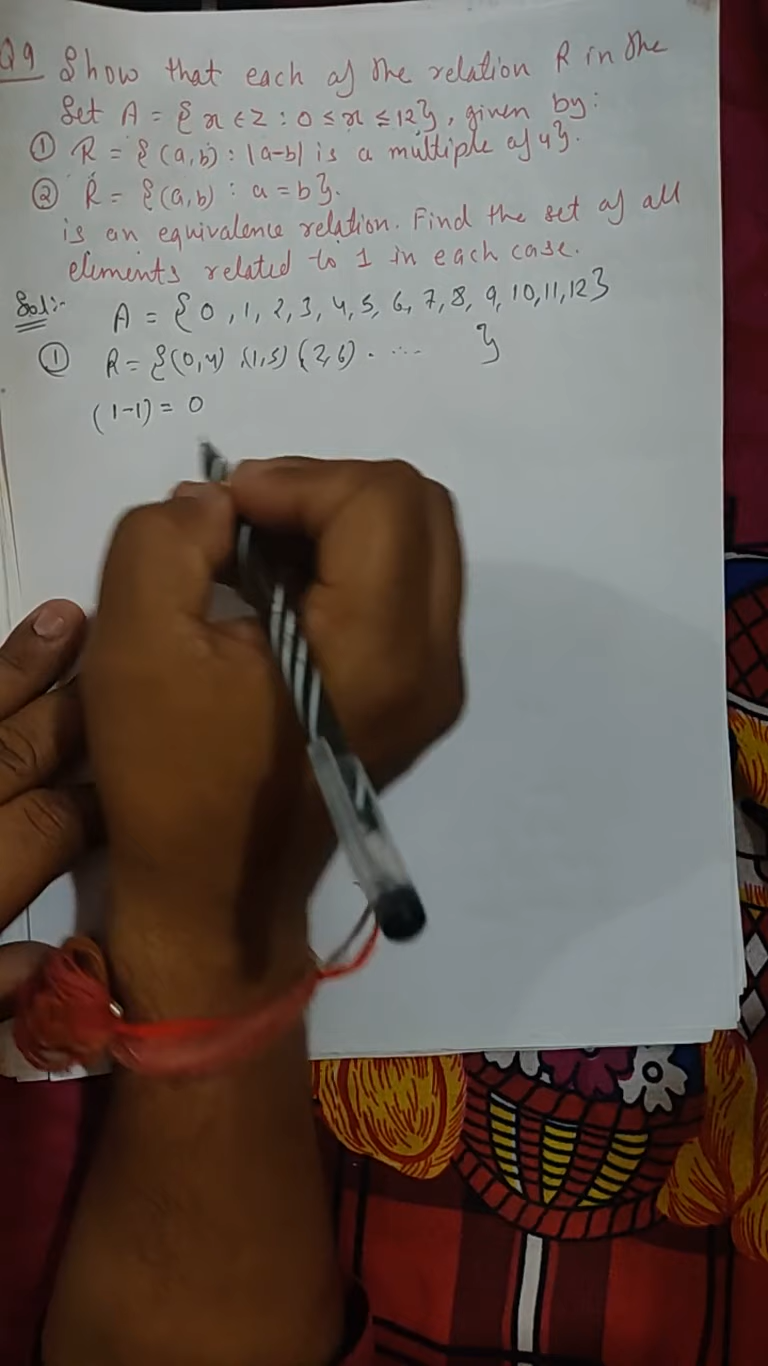 Q9 Show that each of the relation R in the
Set A = {x ∈ Z : 0 ≤ x ≤ 12}, given by:
① R = {(a,b) : |a-b| is a multiple of 4}.
② R = {(a,b) : a = b}.
is an equivalence relation. Find the set of all
elements related to 1 in each case.
Sol:- A = {0, 1, 2, 3, 4, 5, 6, 7, 8, 9, 10, 11, 12}
① R = {(0,4) (1,5) (2,6) . ... }
(1-1) = 0